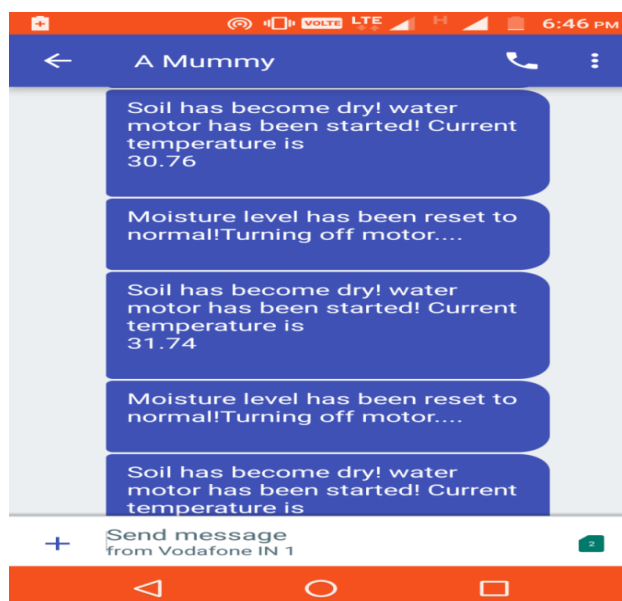 VOLTE LTE H 6:46 PM
A Mummy
Soil has become dry! water
motor has been started! Current
temperature is
30.76
Moisture level has been reset to
normal!Turning off motor....
Soil has become dry! water
motor has been started! Current
temperature is
31.74
Moisture level has been reset to
normal!Turning off motor....
Soil has become dry! water
motor has been started! Current
temperature is
Send message
from Vodafone IN 1
2